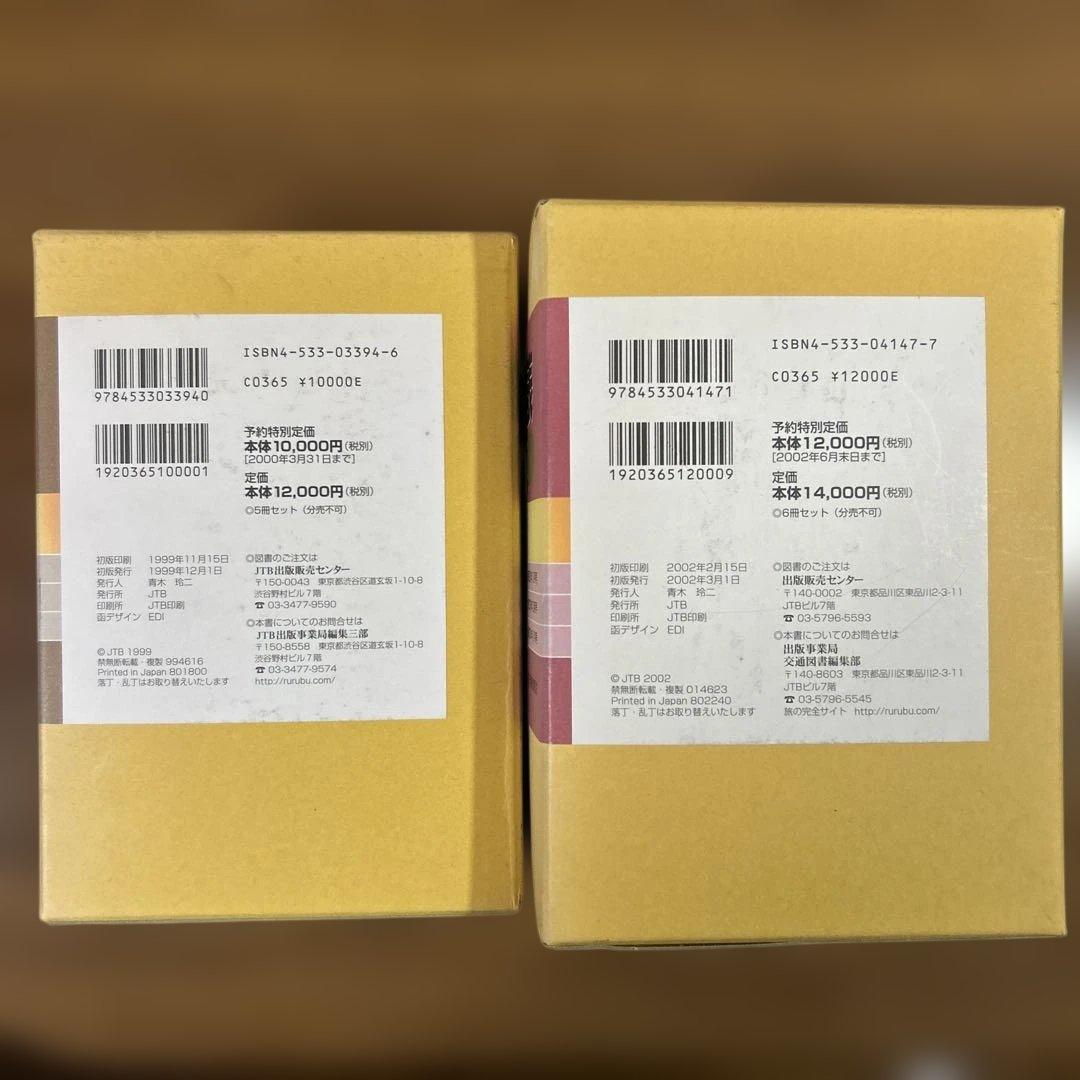 ISBN4-533-03394-6
C0365 ¥10000E
9784533033940
1920365100001
予約特別定価
本体10,000円(税別)
[2000年3月31日まで]
定価
本体12,000円(税別)
◎5冊セット(分売不可)
初版印刷 1999年11月15日
初版発行 1999年12月1日
発行人 青木 玲二
発行所 JTB
印刷所 JTB印刷
函デザイン EDI
©JTB 1999
禁無断転載・複製 994616
Printed in Japan 801800
落丁・乱丁はお取り替えいたします
◎図書のご注文は
JTB出版販売センター
〒150-0043 東京都渋谷区道玄坂1-10-8
渋谷野村ビル7階
☎03-3477-9590
◎本書についてのお問合せは
JTB出版事業局編集三部
〒150-8558 東京都渋谷区道玄坂1-10-8
渋谷野村ビル7階
☎03-3477-9574
http://rurubu.com/
ISBN4-533-04147-7
C0365 ¥12000E
9784533041471
1920365120009
予約特別定価
本体12,000円(税別)
[2002年6月末日まで]
定価
本体14,000円(税別)
◎6冊セット(分売不可)
初版印刷 2002年2月15日
初版発行 2002年3月1日
発行人 青木 玲二
発行所 JTB
印刷所 JTB印刷
函デザイン EDI
©JTB 2002
禁無断転載・複製 014623
Printed in Japan 802240
落丁・乱丁はお取り替えいたします
◎図書のご注文は
出版販売センター
〒140-0002 東京都品川区東品川2-3-11
JTBビル7階
☎03-5796-5593
◎本書についてのお問合せは
出版事業局
交通図書編集部
〒140-8603 東京都品川区東品川2-3-11
JTBビル7階
☎03-5796-5545
旅の完全サイト http://rurubu.com/